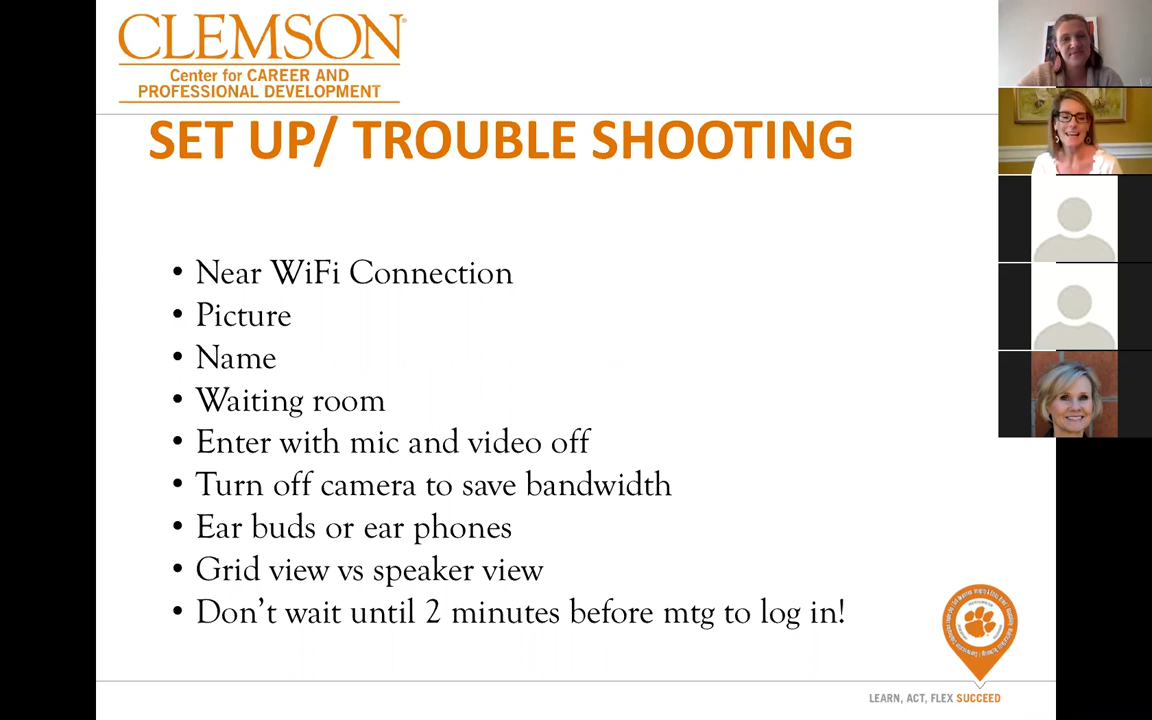 CLEMSON
Center for CAREER AND
PROFESSIONAL DEVELOPMENT
SET UP/ TROUBLE SHOOTING
• Near WiFi Connection
• Picture
• Name
• Waiting room
• Enter with mic and video off
• Turn off camera to save bandwidth
• Ear buds or ear phones
• Grid view vs speaker view
• Don’t wait until 2 minutes before mtg to log in!
LEARN, ACT, FLEX SUCCEED